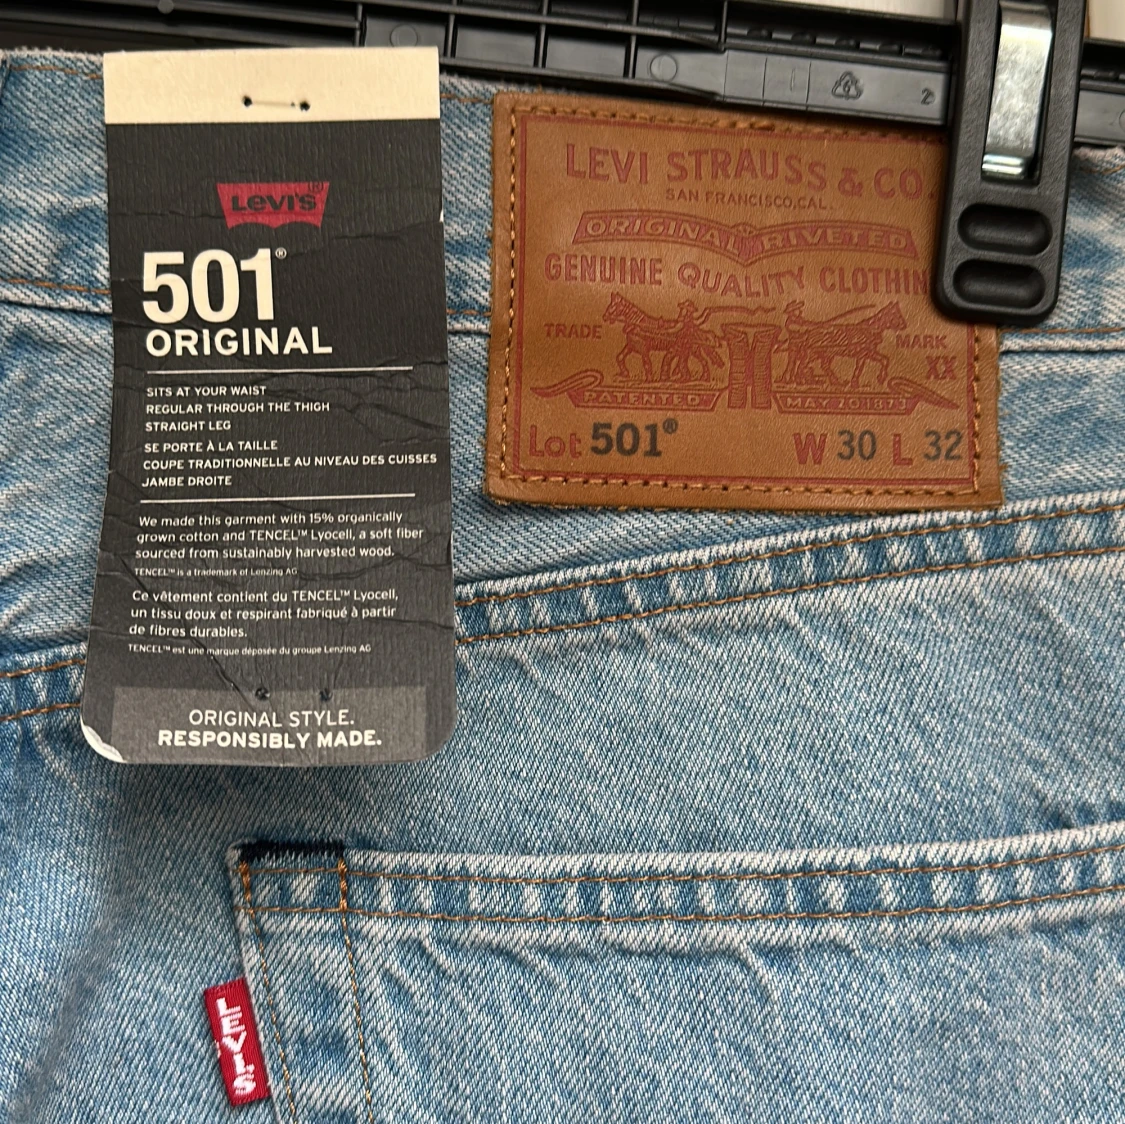 LEVI'S®
501®
ORIGINAL
SITS AT YOUR WAIST
REGULAR THROUGH THE THIGH
STRAIGHT LEG
SE PORTE À LA TAILLE
COUPE TRADITIONNELLE AU NIVEAU DES CUISSES
JAMBE DROITE
We made this garment with 15% organically
grown cotton and TENCEL™ Lyocell, a soft fiber
sourced from sustainably harvested wood.
TENCEL™ is a trademark of Lenzing AG
Ce vêtement contient du TENCEL™ Lyocell,
un tissu doux et respirant fabriqué à partir
de fibres durables.
TENCEL™ est une marque déposée du groupe Lenzing AG
ORIGINAL STYLE.
RESPONSIBLY MADE.
LEVI STRAUSS & CO.
SAN FRANCISCO, CAL.
ORIGINAL RIVETED
GENUINE QUALITY CLOTHIN
TRADE MARK
XX
PATENTED MAY 20 1873
Lot 501® W 30 L 32
LEVI'S
2